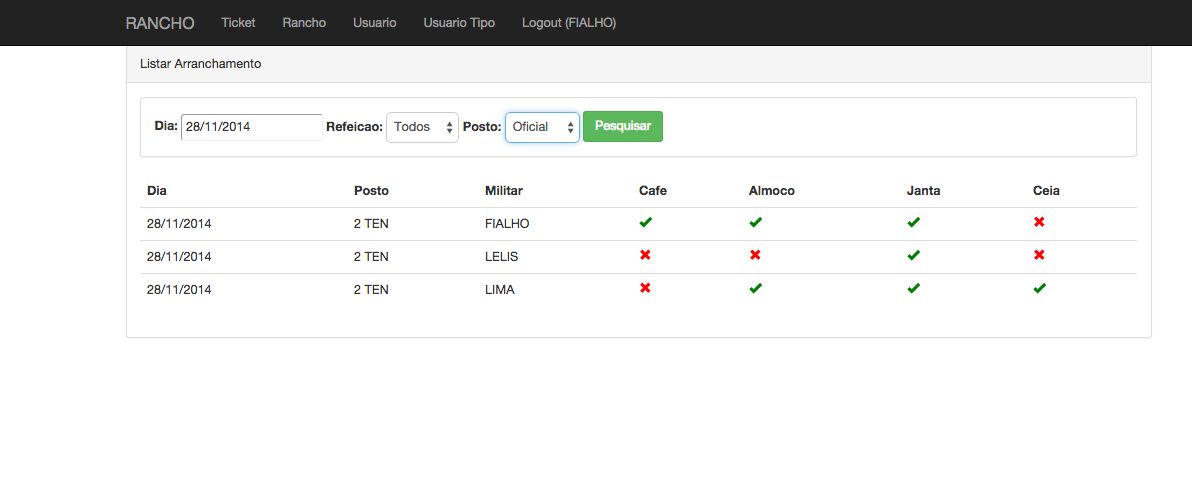 RANCHO Ticket Rancho Usuario Usuario Tipo Logout (FIALHO)
Listar Arranchamento
Dia: 28/11/2014 Refeicao: Todos Posto: Oficial Pesquisar
Dia Posto Militar Cafe Almoco Janta Ceia
28/11/2014 2 TEN FIALHO
28/11/2014 2 TEN LELIS
28/11/2014 2 TEN LIMA